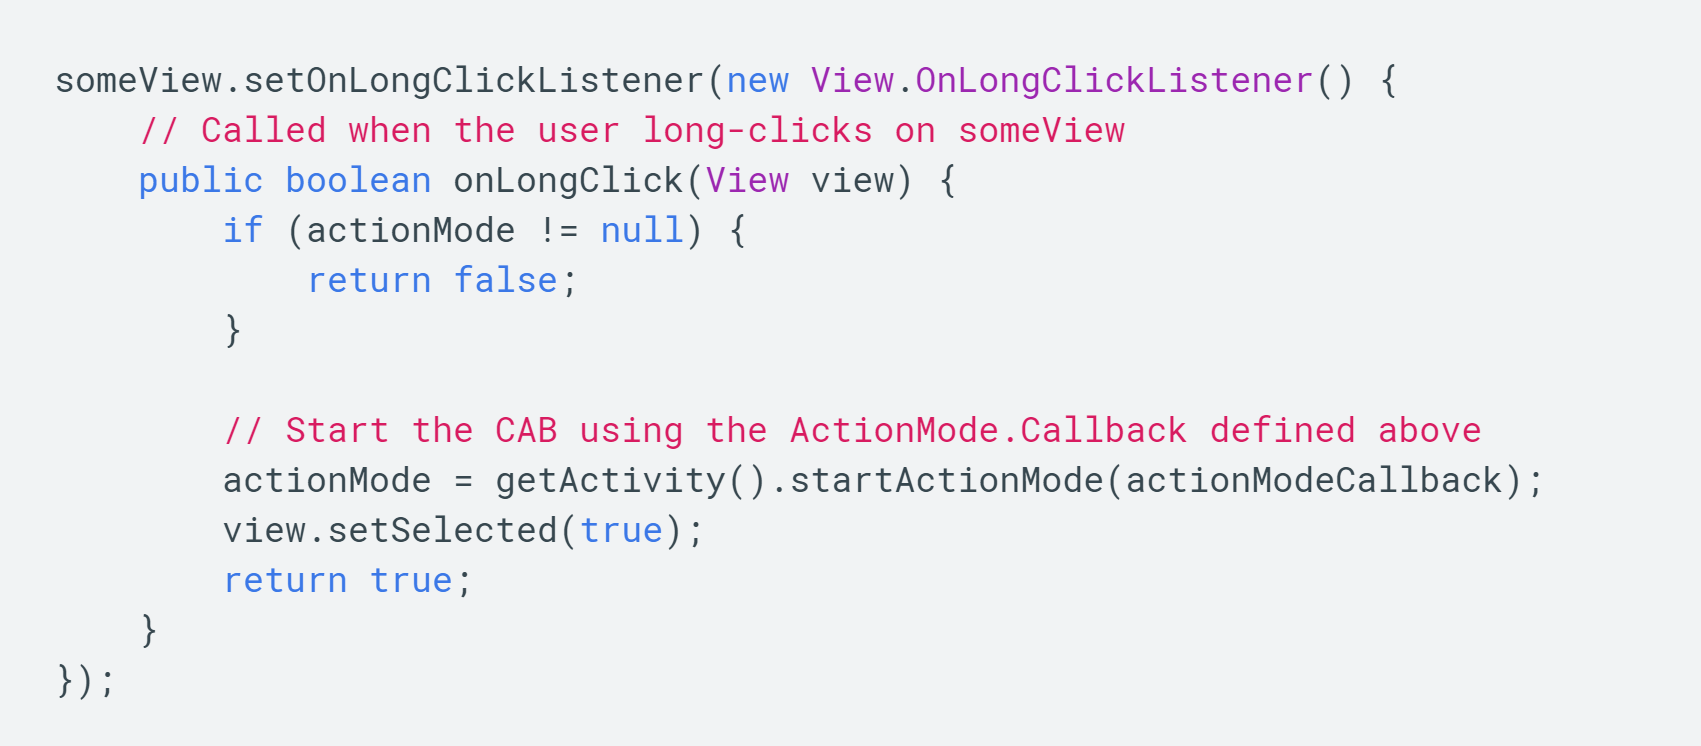 someView.setOnLongClickListener(new View.OnLongClickListener() {
    // Called when the user long-clicks on someView
    public boolean onLongClick(View view) {
        if (actionMode != null) {
            return false;
        }

        // Start the CAB using the ActionMode.Callback defined above
        actionMode = getActivity().startActionMode(actionModeCallback);
        view.setSelected(true);
        return true;
    }
});